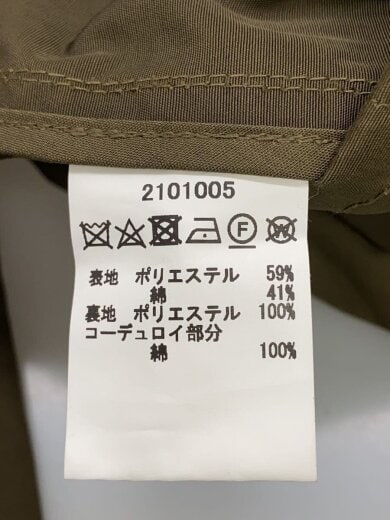 2101005
F W
表地 ポリエステル 59%
綿 41%
裏地 ポリエステル 100%
コーデュロイ部分
綿 100%